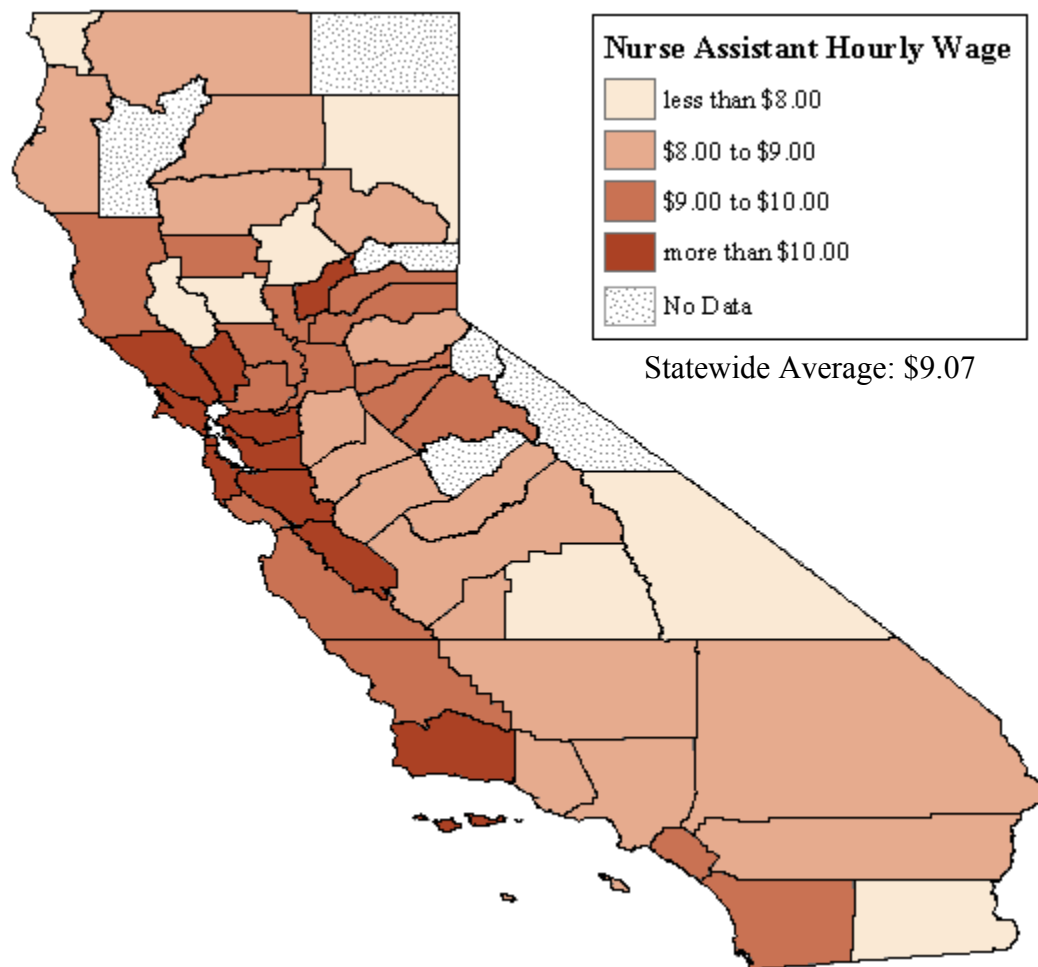 Nurse Assistant Hourly Wage
less than $8.00
$8.00 to $9.00
$9.00 to $10.00
more than $10.00
No Data
Statewide Average: $9.07